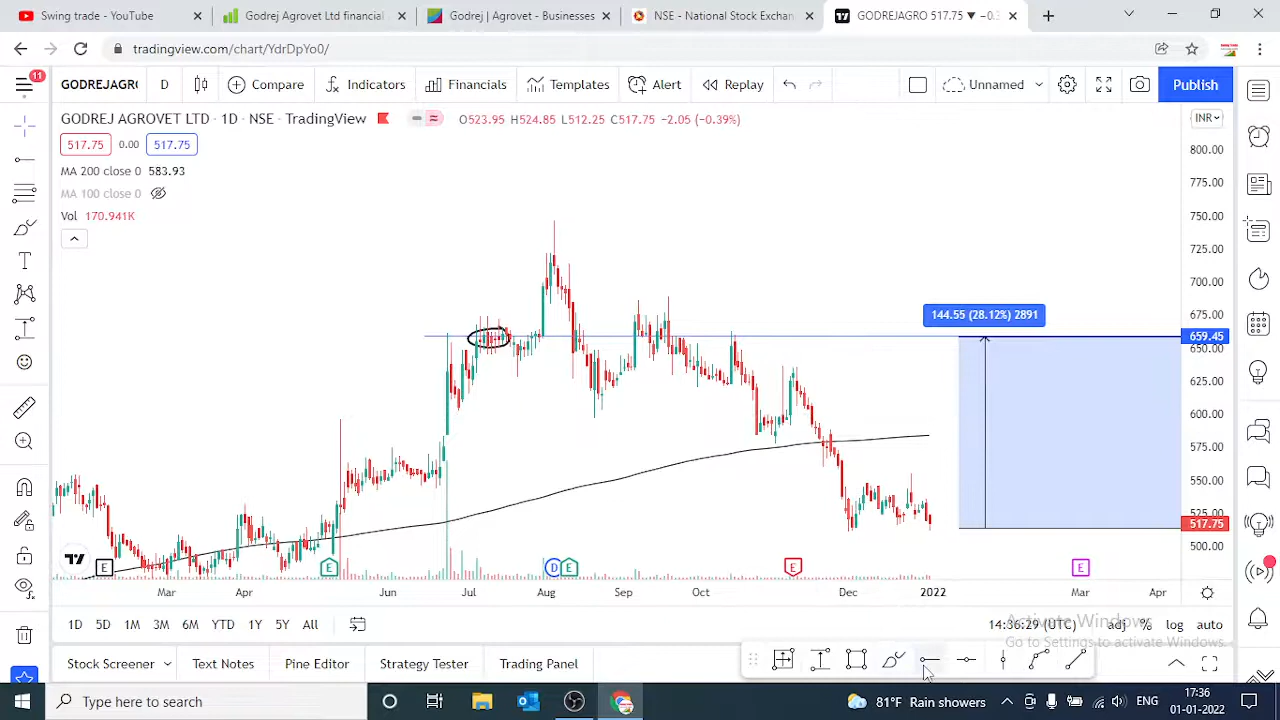 Swing trade - YouTube
Godrej Agrovet Ltd financial
Godrej | Agrovet - Businesses
NSE - National Stock Exchan
GODREJAGRO 517.75 ▼ −0.3
tradingview.com/chart/YdrDpYo0/
11
GODREJAGR
D
Compare
Indicators
Financials
Templates
Alert
Replay
Unnamed
Publish
GODREJ AGROVET LTD · 1D · NSE · TradingView
O523.95 H524.85 L512.25 C517.75 −2.05 (−0.39%)
INR
517.75 0.00 517.75
MA 200 close 0 583.93
MA 100 close 0
Vol 170.941K
800.00
775.00
750.00
725.00
700.00
675.00
144.55 (28.12%) 2891
659.45
650.00
625.00
600.00
575.00
550.00
525.00
517.75
500.00
E E D E E E
Mar Apr Jun Jul Aug Sep Oct Dec 2022 Mar Apr
1D 5D 1M 3M 6M YTD 1Y 5Y All
14:36:29 (UTC) adj % log auto
Activate Windows
Go to Settings to activate Windows.
Stock Screener Text Notes Pine Editor Strategy Tester Trading Panel
Type here to search
81°F Rain showers
ENG
17:36
01-01-2022